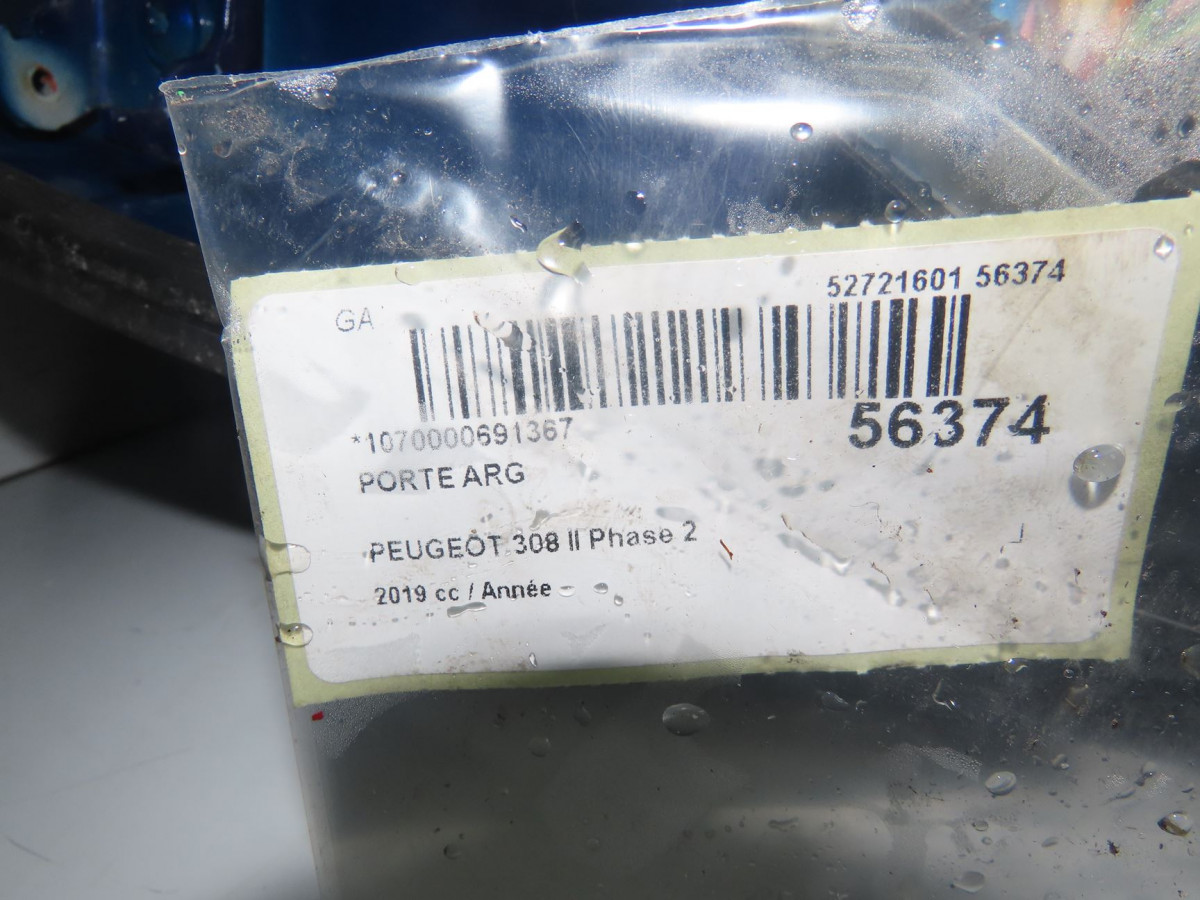 GA
52721601 56374
56374
*1070000691367
PORTE ARG
PEUGEOT 308 II Phase 2
2019 cc / Année